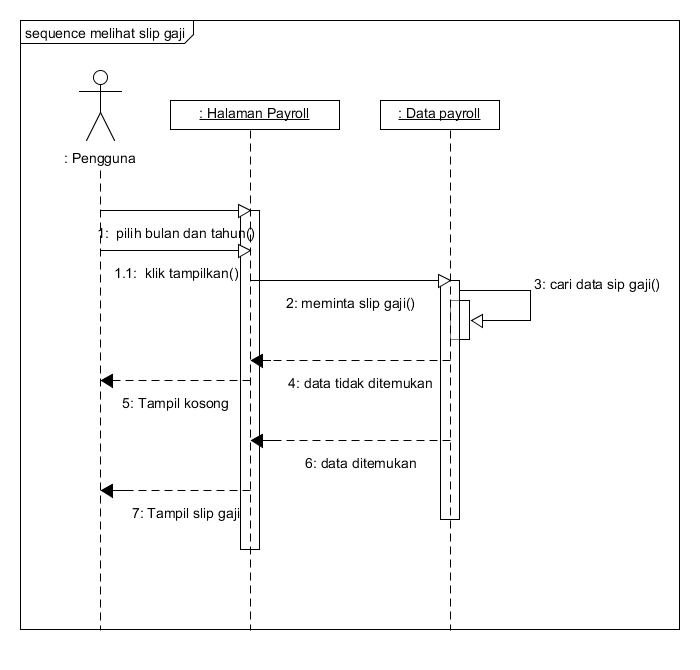 sequence melihat slip gaji
: Halaman Payroll
: Data payroll
: Pengguna
1:  pilih bulan dan tahun()
1.1:  klik tampilkan()
2: meminta slip gaji()
3: cari data sip gaji()
4: data tidak ditemukan
5: Tampil kosong
6: data ditemukan
7: Tampil slip gaji